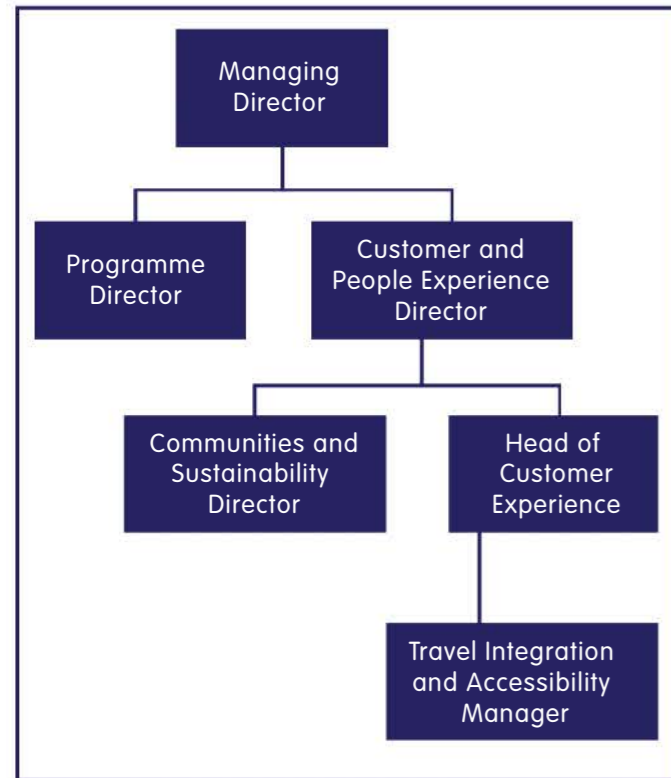 Managing
Director
Programme
Director
Customer and
People Experience
Director
Communities and
Sustainability
Director
Head of
Customer
Experience
Travel Integration
and Accessibility
Manager